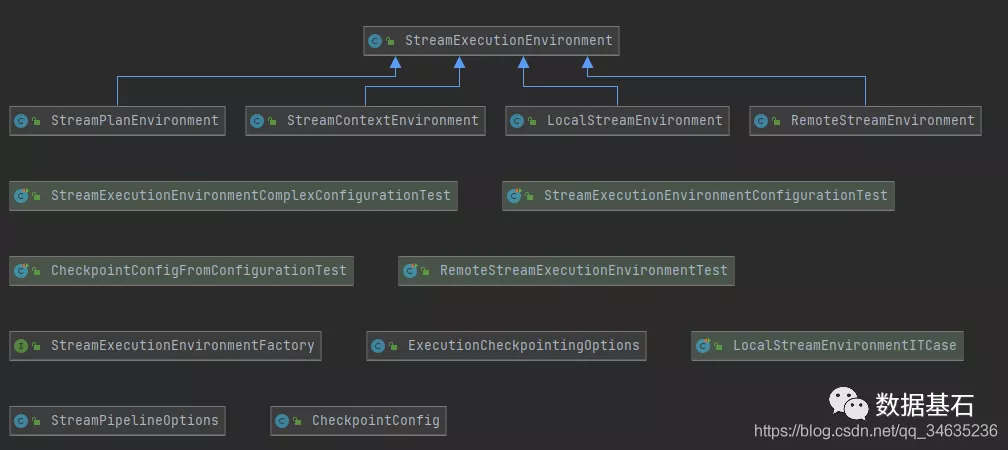 StreamExecutionEnvironment
StreamPlanEnvironment StreamContextEnvironment LocalStreamEnvironment RemoteStreamEnvironment
StreamExecutionEnvironmentComplexConfigurationTest StreamExecutionEnvironmentConfigurationTest
CheckpointConfigFromConfigurationTest RemoteStreamExecutionEnvironmentTest
StreamExecutionEnvironmentFactory ExecutionCheckpointingOptions LocalStreamEnvironmentITCase
StreamPipelineOptions CheckpointConfig
数据基石
https://blog.csdn.net/qq_34635236